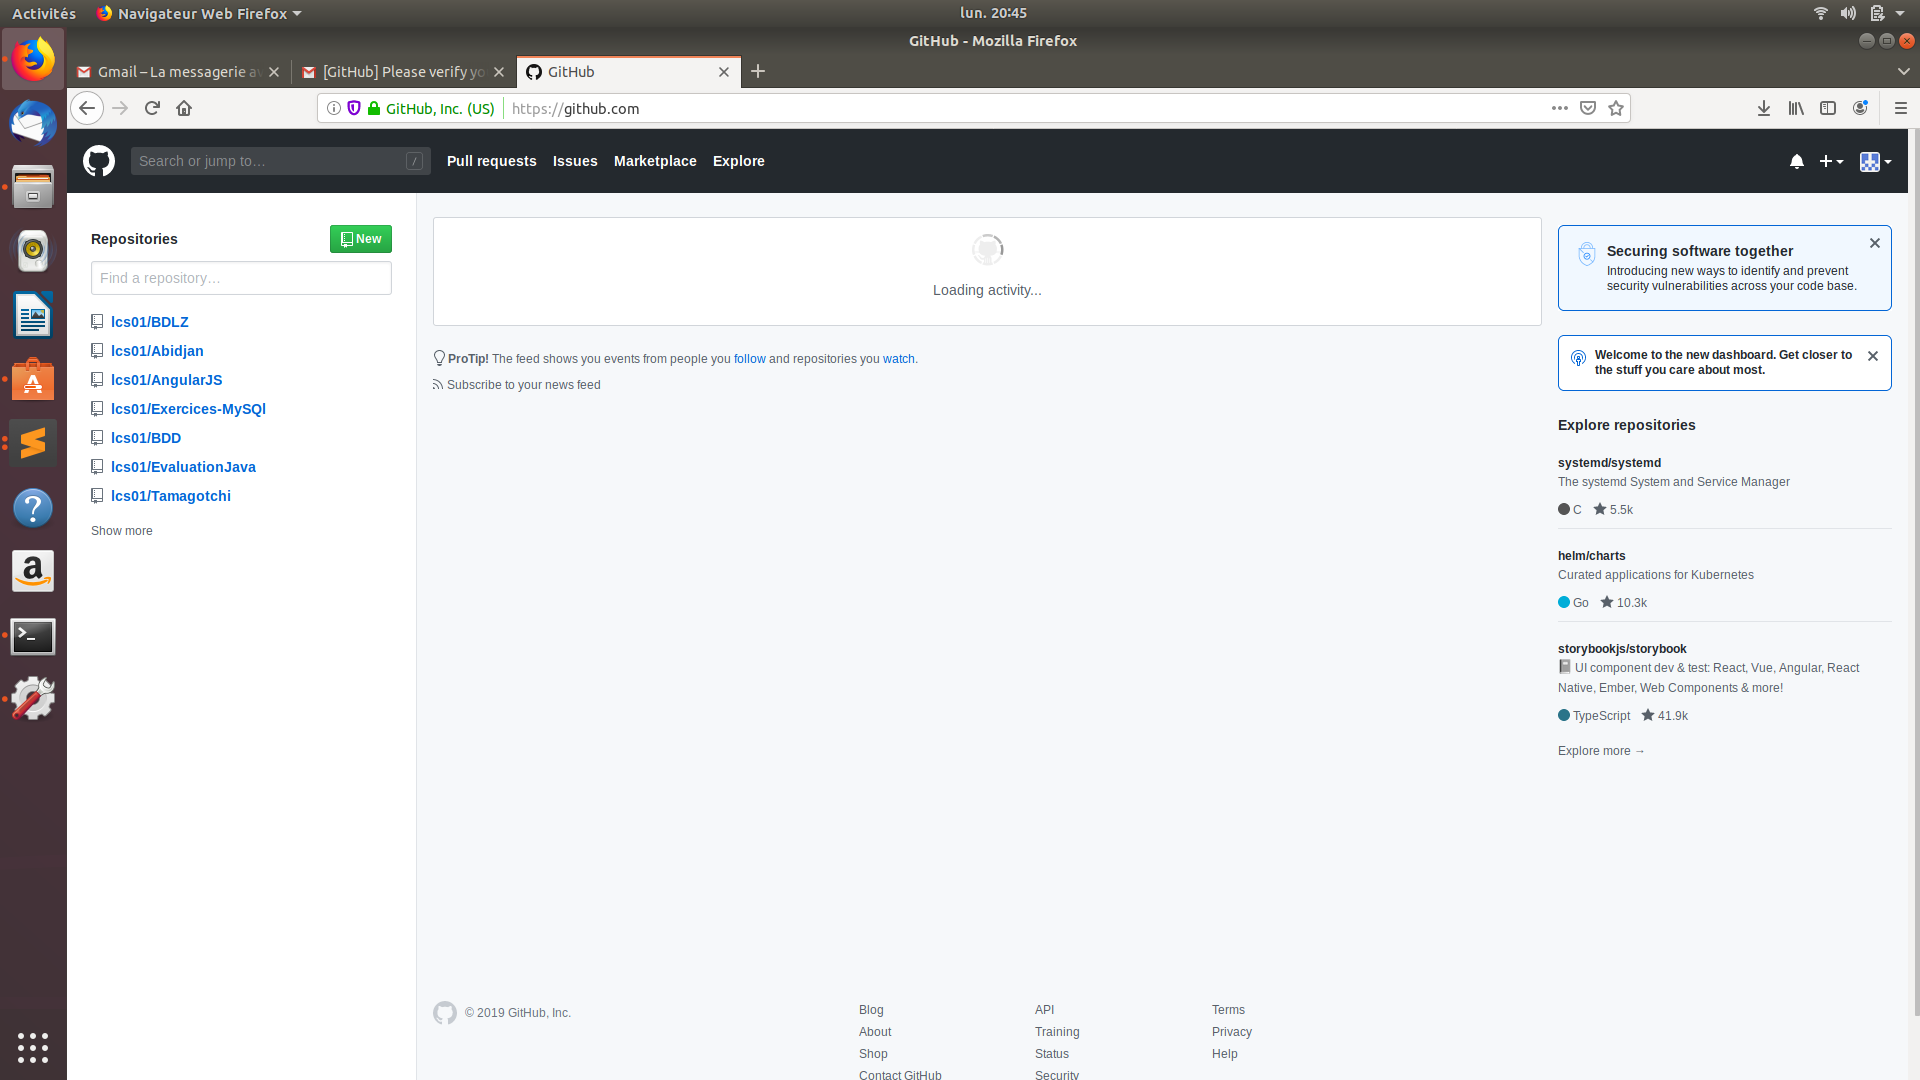 Activités
Navigateur Web Firefox
lun. 20:45
GitHub - Mozilla Firefox
Gmail – La messagerie av
[GitHub] Please verify yo
GitHub
GitHub, Inc. (US)
https://github.com
Search or jump to…
/
Pull requests
Issues
Marketplace
Explore
Repositories
New
Find a repository…
lcs01/BDLZ
lcs01/Abidjan
lcs01/AngularJS
lcs01/Exercices-MySQl
lcs01/BDD
lcs01/EvaluationJava
lcs01/Tamagotchi
Show more
Loading activity...
ProTip! The feed shows you events from people you follow and repositories you watch.
Subscribe to your news feed
Securing software together
Introducing new ways to identify and prevent
security vulnerabilities across your code base.
Welcome to the new dashboard. Get closer to
the stuff you care about most.
Explore repositories
systemd/systemd
The systemd System and Service Manager
C 5.5k
helm/charts
Curated applications for Kubernetes
Go 10.3k
storybookjs/storybook
UI component dev & test: React, Vue, Angular, React
Native, Ember, Web Components & more!
TypeScript 41.9k
Explore more →
© 2019 GitHub, Inc.
Blog
About
Shop
Contact GitHub
API
Training
Status
Security
Terms
Privacy
Help